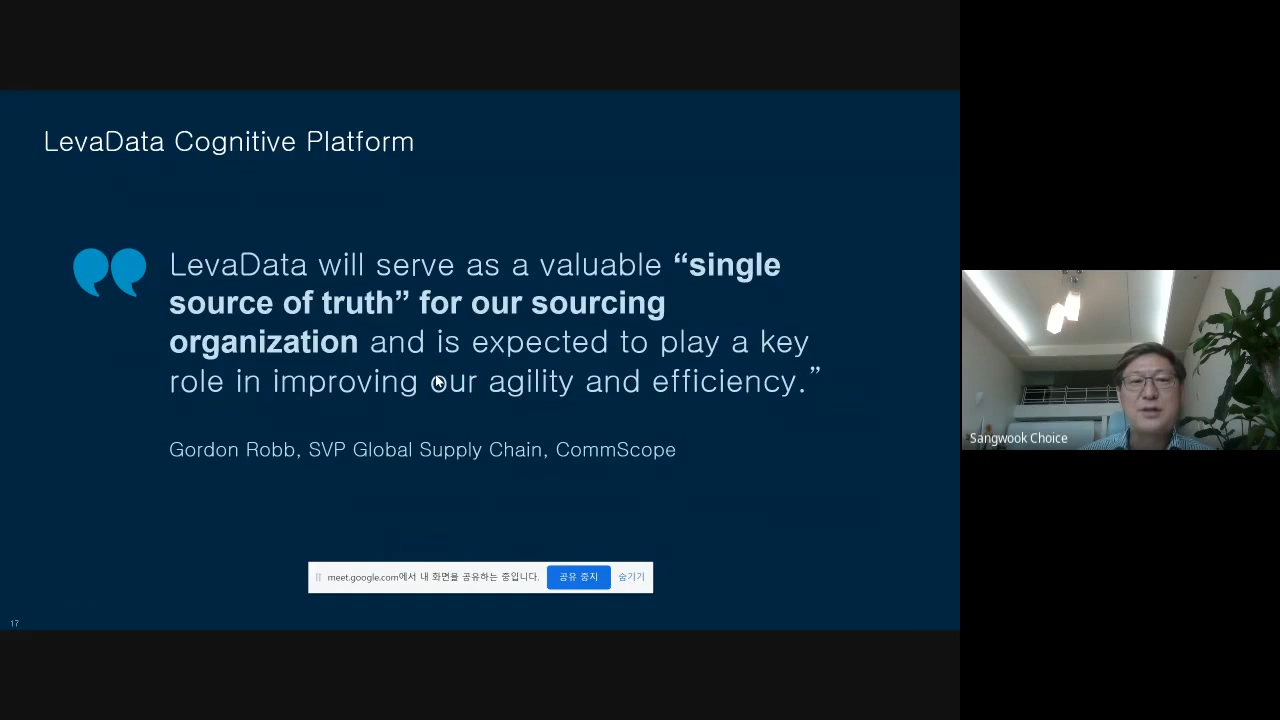 LevaData Cognitive Platform
LevaData will serve as a valuable “single
source of truth” for our sourcing
organization and is expected to play a key
role in improving our agility and efficiency.”
Gordon Robb, SVP Global Supply Chain, CommScope
meet.google.com에서 내 화면을 공유하는 중입니다. 공유 중지 숨기기
17
Sangwook Choice